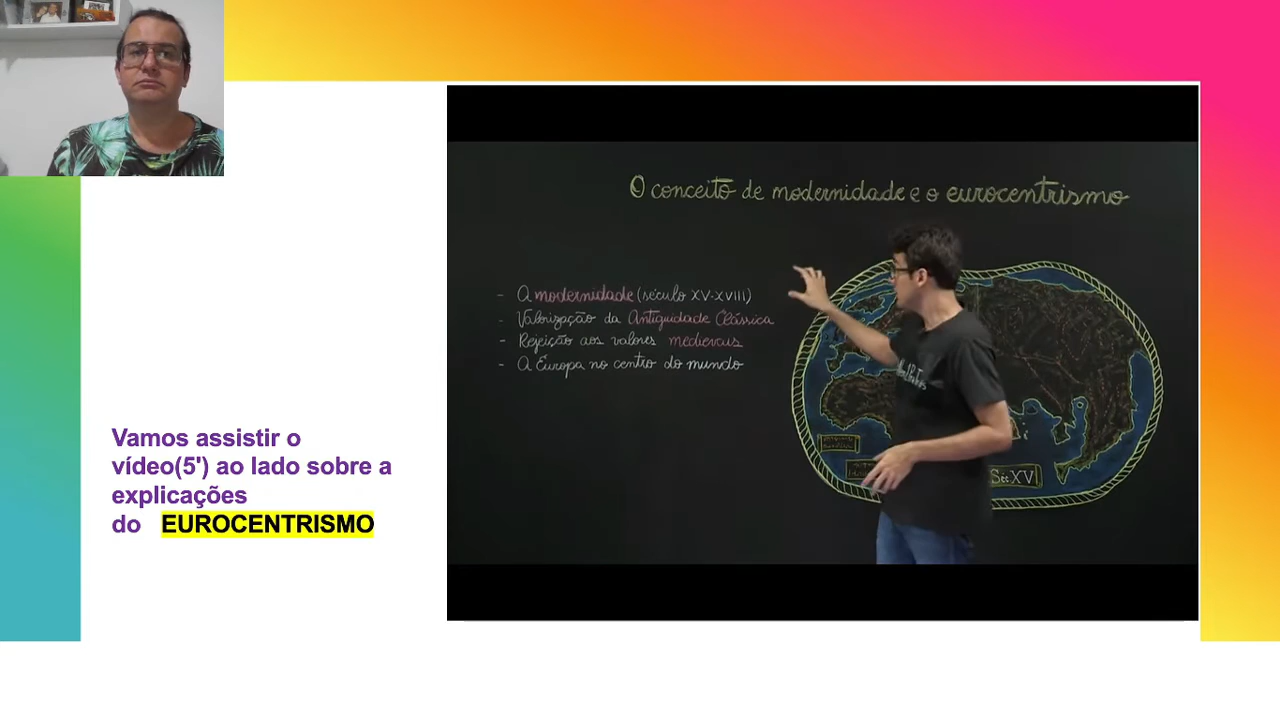 Vamos assistir o
vídeo(5') ao lado sobre a
explicações
do EUROCENTRISMO
O conceito de modernidade e o eurocentrismo
- A modernidade (século XV-XVIII)
- Valorização da Antiguidade Clássica
- Rejeição aos valores medievais
- A Europa no centro do mundo
Séc XV